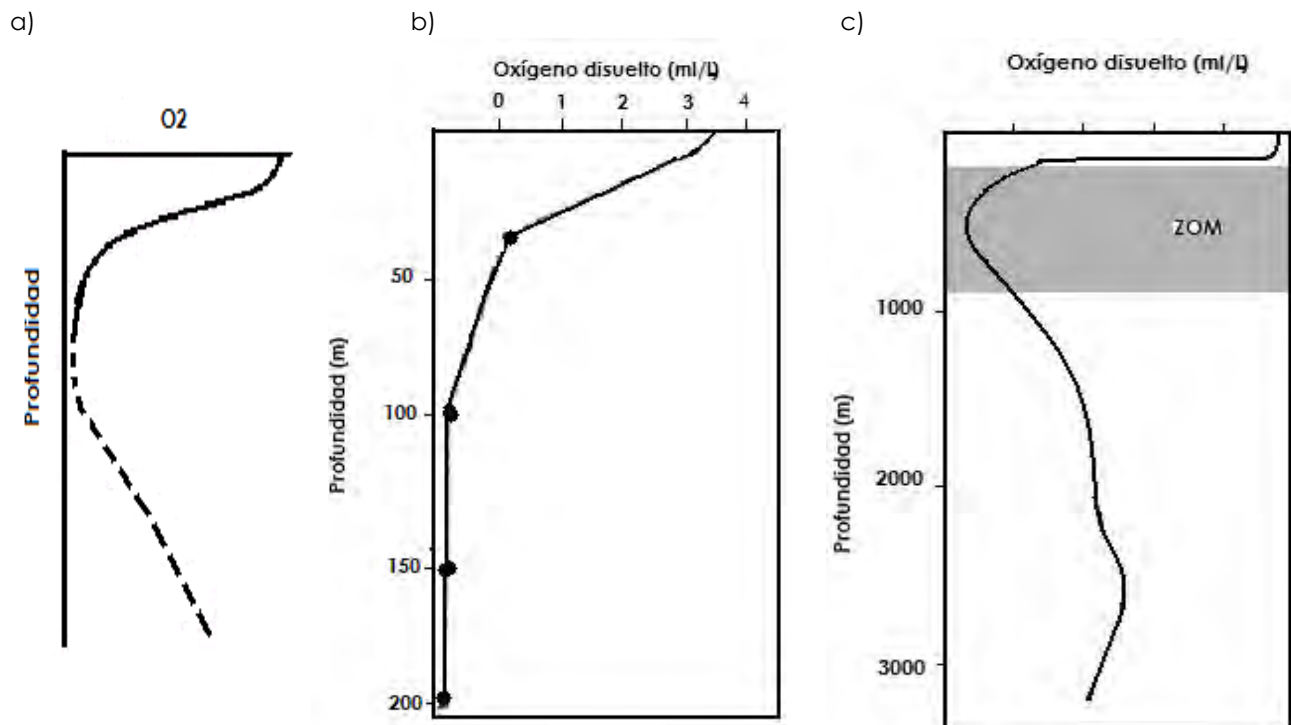 a)
b)
c)
O2
Profundidad
Oxígeno disuelto (ml/L)
0 1 2 3 4
Profundidad (m)
50
100
150
200
Oxígeno disuelto (ml/L)
ZOM
Profundidad (m)
1000
2000
3000